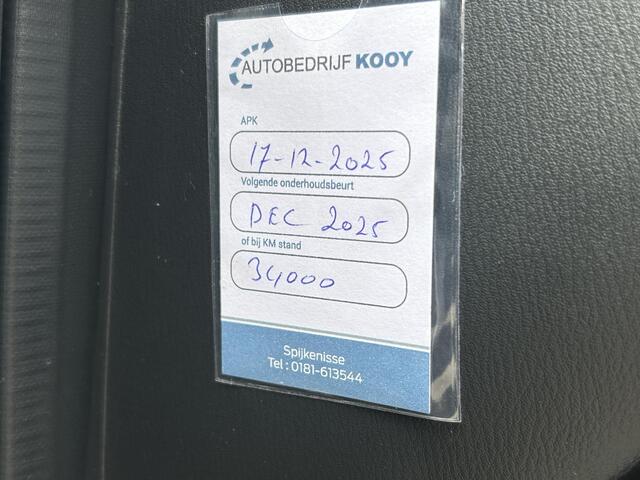 AUTOBEDRIJF KOOY
APK
17-12-2025
Volgende onderhoudsbeurt
DEC 2025
of bij KM stand
34000
Spijkenisse
Tel : 0181-613544